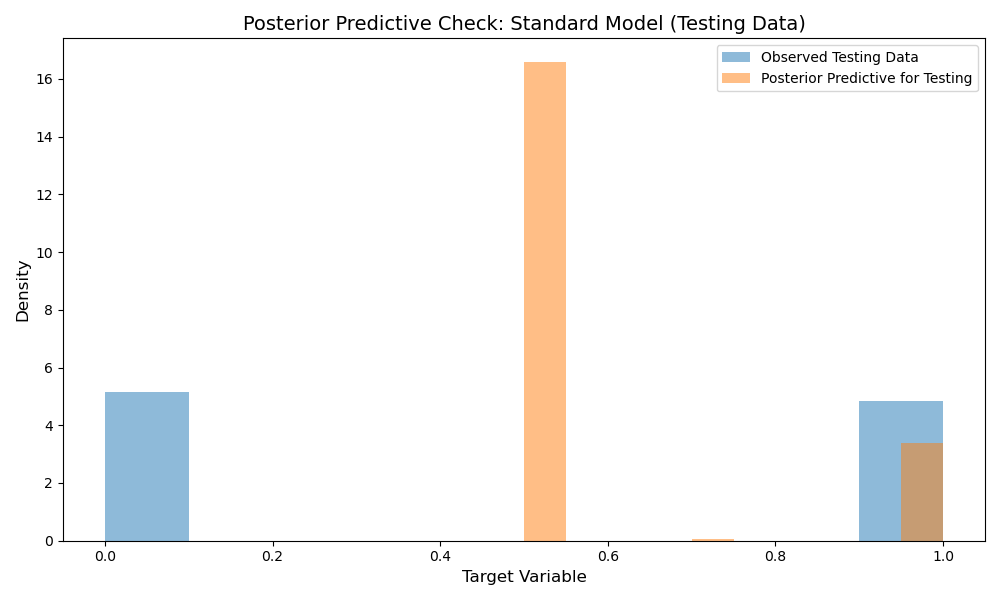 Posterior Predictive Check: Standard Model (Testing Data)
Observed Testing Data
Posterior Predictive for Testing
Density
16
14
12
10
8
6
4
2
0
0.0 0.2 0.4 0.6 0.8 1.0
Target Variable